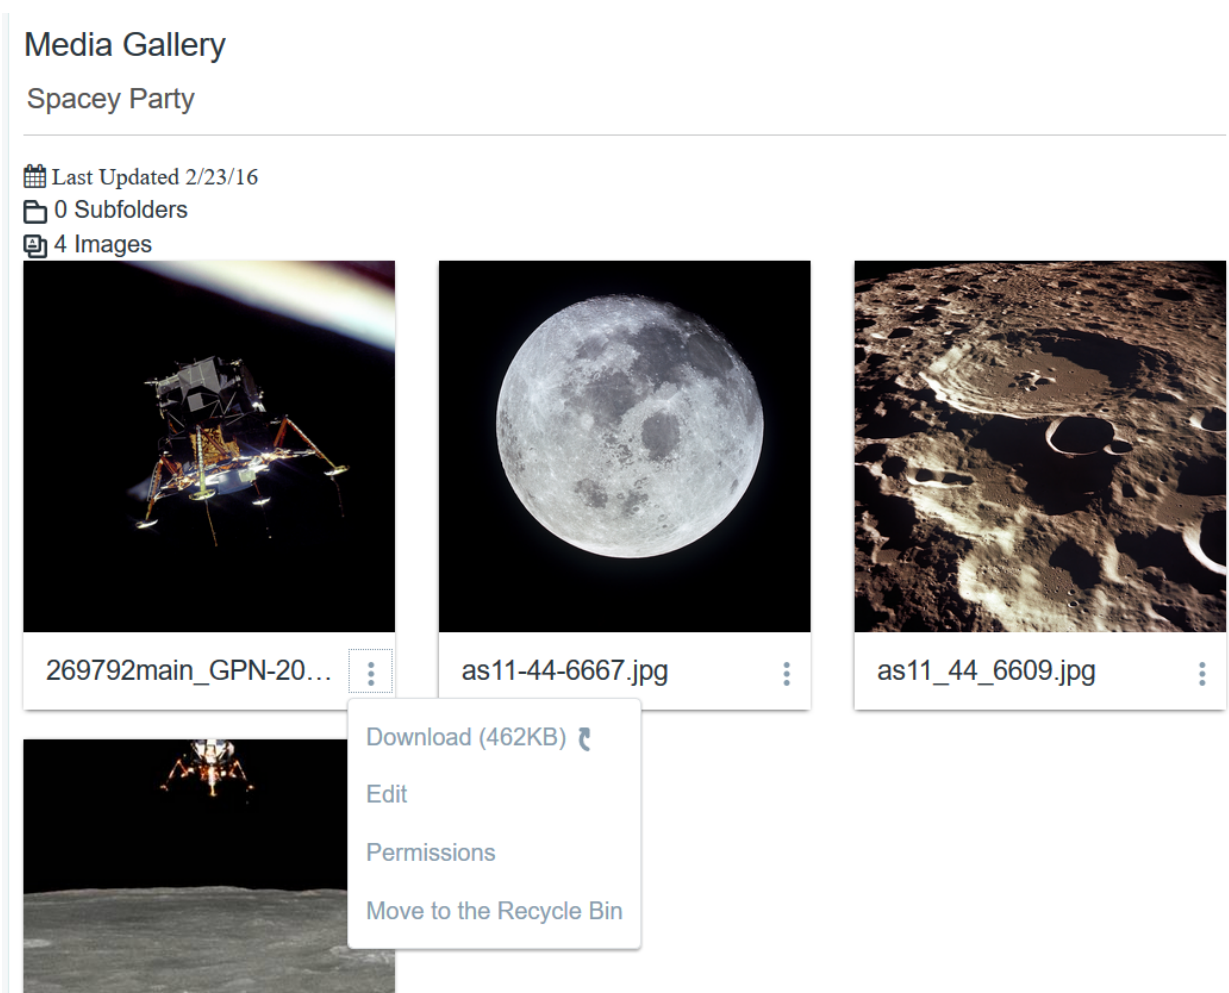 Media Gallery
Spacey Party
Last Updated 2/23/16
0 Subfolders
4 Images
269792main_GPN-20...
as11-44-6667.jpg
as11_44_6609.jpg
Download (462KB)
Edit
Permissions
Move to the Recycle Bin